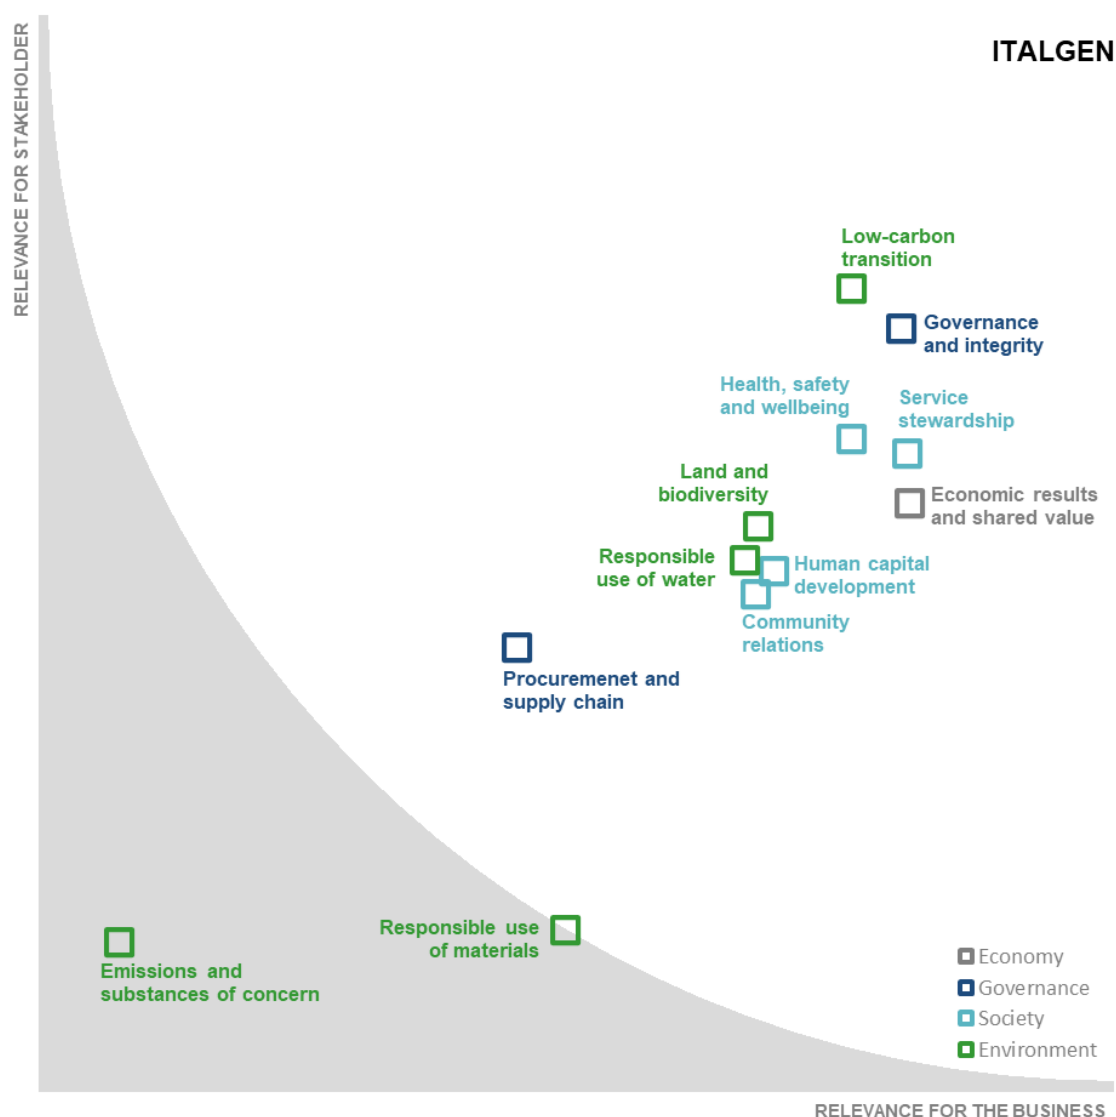 RELEVANCE FOR STAKEHOLDER
ITALGEN
Low-carbon
transition
Governance
and integrity
Health, safety
and wellbeing
Service
stewardship
Land and
biodiversity
Economic results
and shared value
Responsible
use of water
Human capital
development
Community
relations
Procuremenet and
supply chain
Responsible use
of materials
Emissions and
substances of concern
Economy
Governance
Society
Environment
RELEVANCE FOR THE BUSINESS